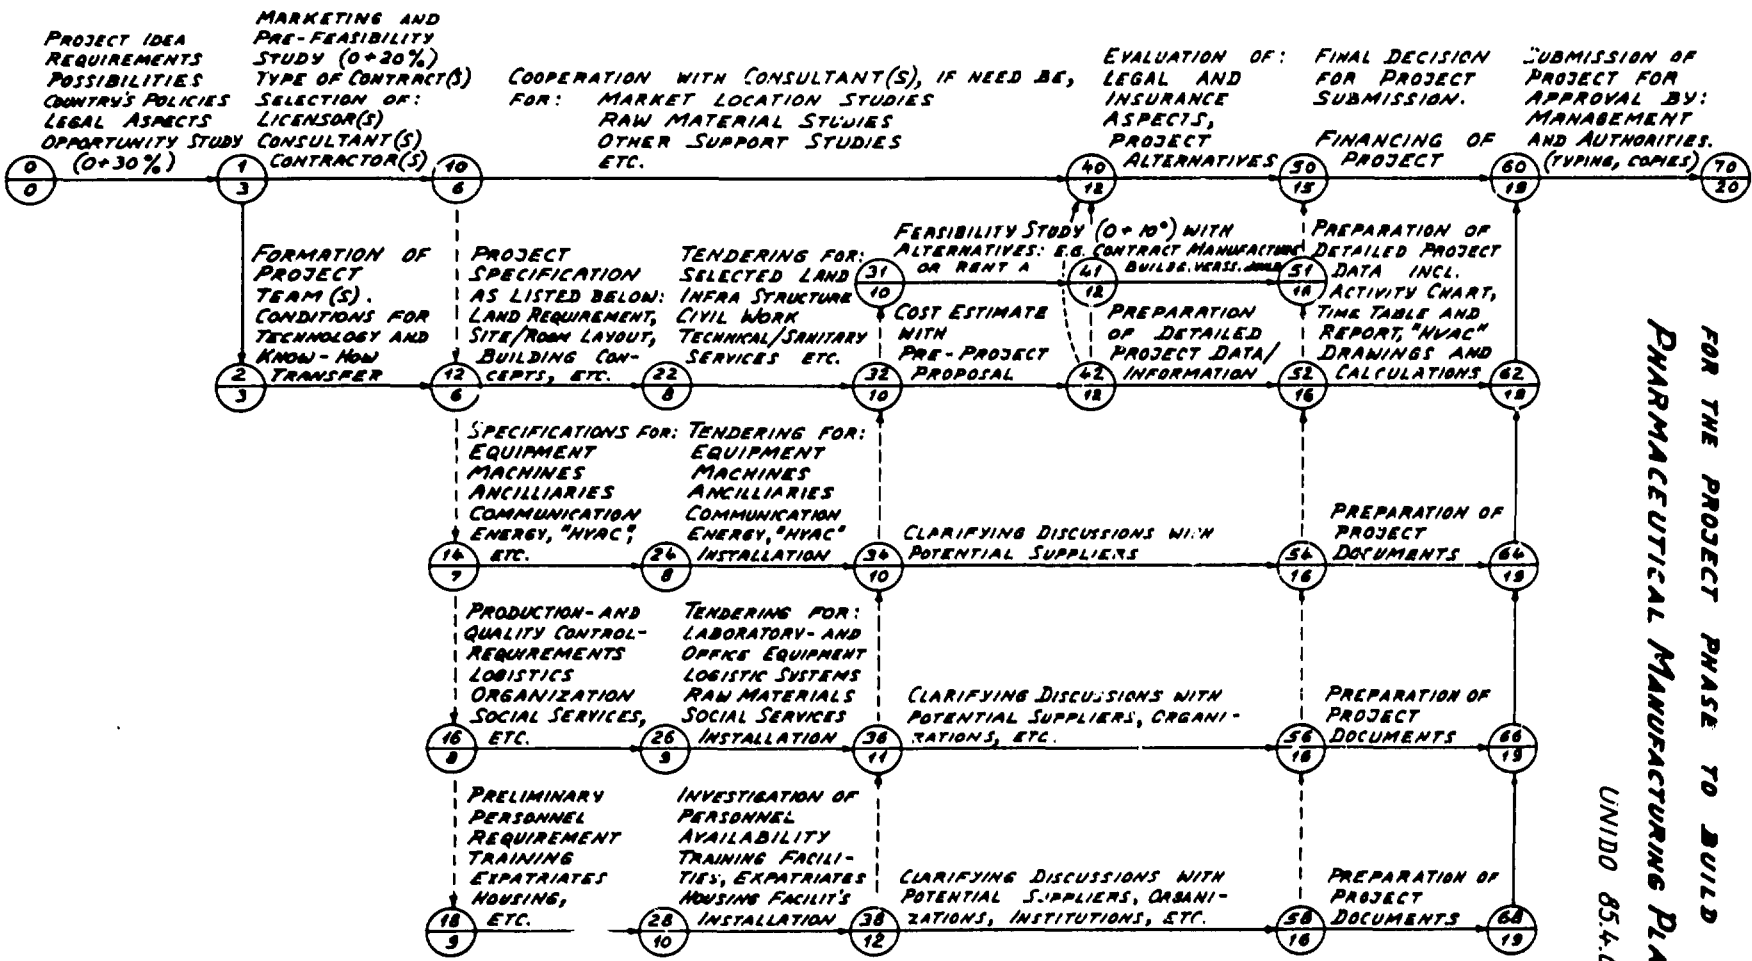 PROJECT IDEA
REQUIREMENTS
POSSIBILITIES
COUNTRY'S POLICIES
LEGAL ASPECTS
OPPORTUNITY STUDY
(0+30%)
MARKETING AND
PRE-FEASIBILITY
STUDY (0+20%)
TYPE OF CONTRACT(S)
SELECTION OF:
LICENSOR(S)
CONSULTANT(S)
CONTRACTOR(S)
COOPERATION WITH CONSULTANT(S), IF NEED BE,
FOR: MARKET LOCATION STUDIES
RAW MATERIAL STUDIES
OTHER SUPPORT STUDIES
ETC.
EVALUATION OF:
LEGAL AND
INSURANCE
ASPECTS,
PROJECT
ALTERNATIVES
FINAL DECISION
FOR PROJECT
SUBMISSION.
FINANCING OF
PROJECT
SUBMISSION OF
PROJECT FOR
APPROVAL BY:
MANAGEMENT
AND AUTHORITIES.
(TYPING, COPIES)
0
0
1
3
10
6
40
12
50
15
60
19
70
20
FORMATION OF
PROJECT
TEAM(S).
CONDITIONS FOR
TECHNOLOGY AND
KNOW-HOW
TRANSFER
PROJECT
SPECIFICATION
AS LISTED BELOW:
LAND REQUIREMENT,
SITE/ROOM LAYOUT,
BUILDING CON-
CEPTS, ETC.
TENDERING FOR:
SELECTED LAND
INFRA STRUCTURE
CIVIL WORK
TECHNICAL/SANITARY
SERVICES ETC.
FEASIBILITY STUDY (0+10°) WITH
ALTERNATIVES: E.G. CONTRACT MANUFACTURE
OR RENT A
31
10
41
12
51
16
COST ESTIMATE
WITH
PRE-PROJECT
PROPOSAL
PREPARATION
OF DETAILED
PROJECT DATA/
INFORMATION
PREPARATION OF
DETAILED PROJECT
DATA INCL.
ACTIVITY CHART,
TIME TABLE AND
REPORT, "HVAC"
DRAWINGS AND
CALCULATIONS
2
3
12
6
22
8
32
10
42
12
52
16
62
19
SPECIFICATIONS FOR:
EQUIPMENT
MACHINES
ANCILLIARIES
COMMUNICATION
ENERGY, "HVAC",
ETC.
TENDERING FOR:
EQUIPMENT
MACHINES
ANCILLIARIES
COMMUNICATION
ENERGY, "HVAC"
INSTALLATION
CLARIFYING DISCUSSIONS WITH
POTENTIAL SUPPLIERS
PREPARATION OF
PROJECT
DOCUMENTS
14
7
24
8
34
10
54
16
64
19
PRODUCTION- AND
QUALITY CONTROL-
REQUIREMENTS
LOGISTICS
ORGANIZATION
SOCIAL SERVICES,
ETC.
TENDERING FOR:
LABORATORY- AND
OFFICE EQUIPMENT
LOGISTIC SYSTEMS
RAW MATERIALS
SOCIAL SERVICES
INSTALLATION
CLARIFYING DISCUSSIONS WITH
POTENTIAL SUPPLIERS, ORGANI-
ZATIONS, ETC.
PREPARATION OF
PROJECT
DOCUMENTS
16
8
26
9
36
11
56
16
66
19
PRELIMINARY
PERSONNEL
REQUIREMENT
TRAINING
EXPATRIATES
HOUSING,
ETC.
INVESTIGATION OF
PERSONNEL
AVAILABILITY
TRAINING FACILI-
TIES, EXPATRIATES
HOUSING FACILIT'S
INSTALLATION
CLARIFYING DISCUSSIONS WITH
POTENTIAL SUPPLIERS, ORGANI-
ZATIONS, INSTITUTIONS, ETC.
PREPARATION OF
PROJECT
DOCUMENTS
18
9
28
10
38
12
58
16
68
19
FOR THE PROJECT PHASE TO BUILD
PHARMACEUTICAL MANUFACTURING PLA
UNIDO 85.4.